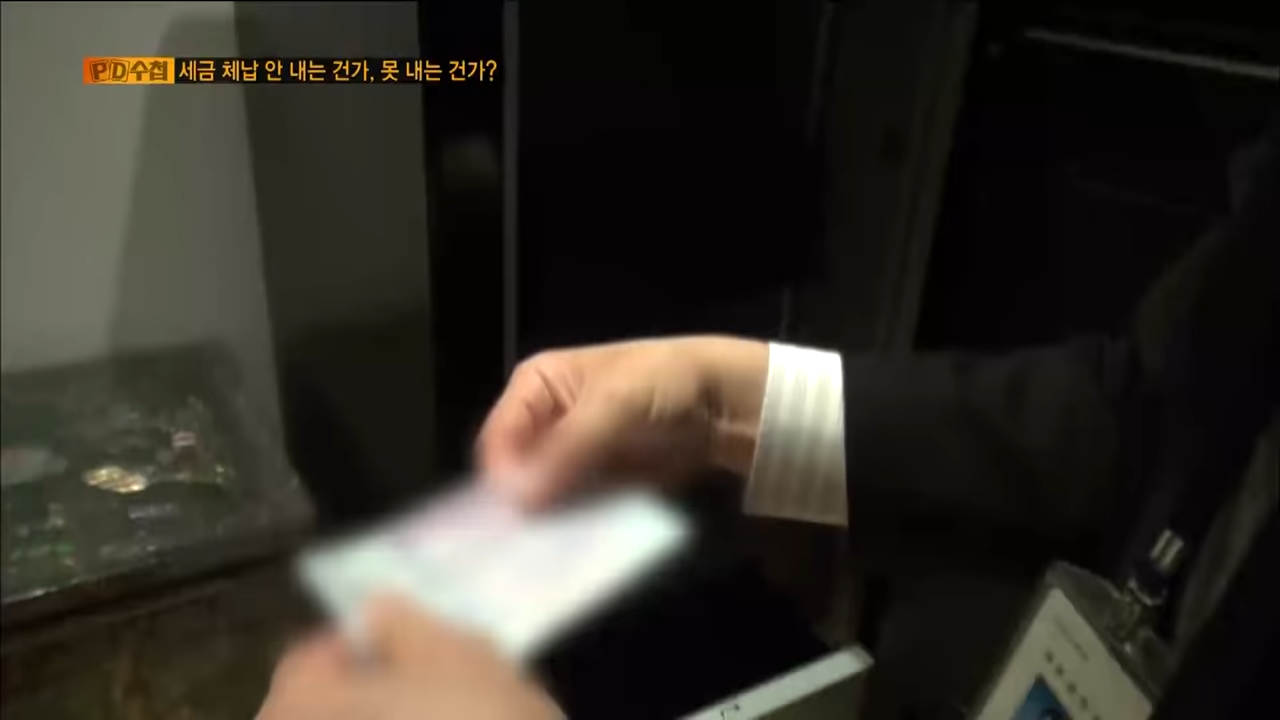 PD수첩 세금 체납 안 내는 건가, 못 내는 건가?